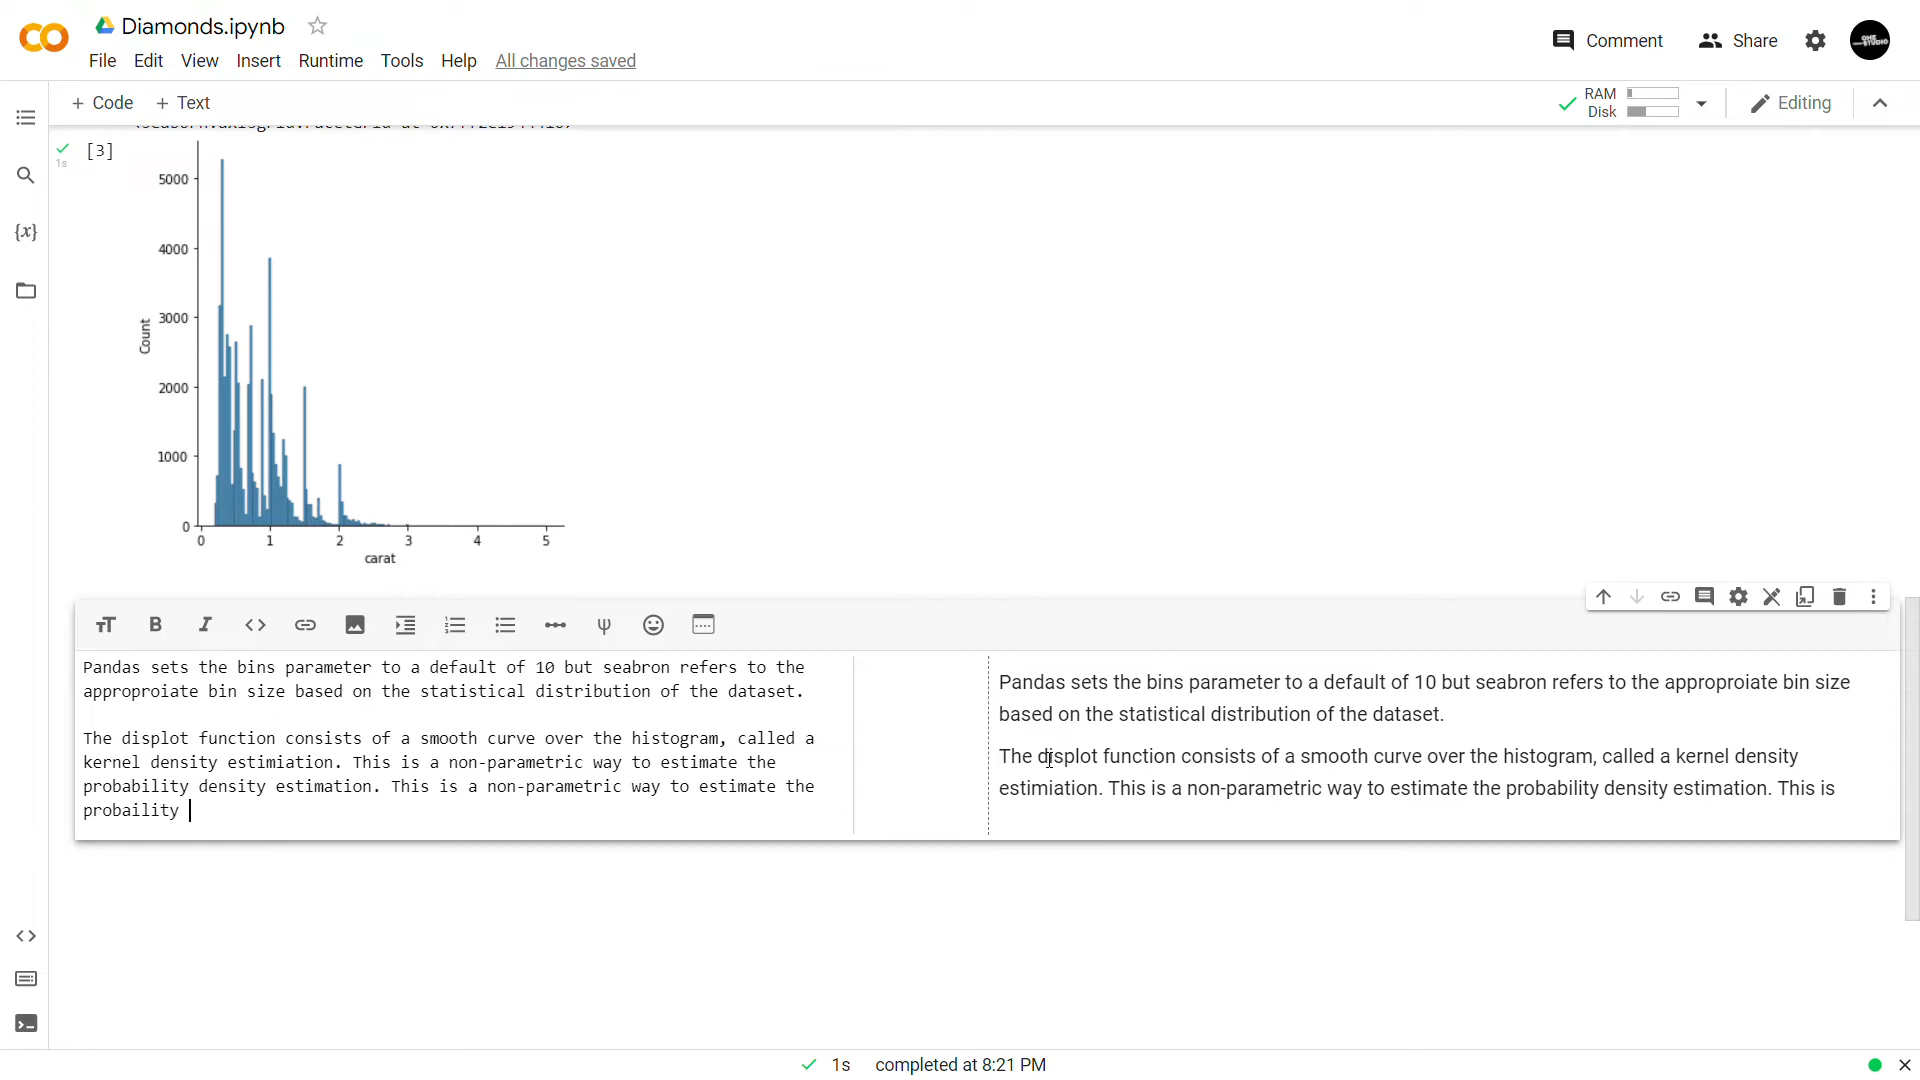 Diamonds.ipynb
File Edit View Insert Runtime Tools Help All changes saved
Comment
Share
+ Code + Text
RAM
Disk
Editing
{x}
1s
[3]
5000
4000
3000
2000
1000
0
Count
0 1 2 3 4 5
carat
Pandas sets the bins parameter to a default of 10 but seabron refers to the
approproiate bin size based on the statistical distribution of the dataset.
The displot function consists of a smooth curve over the histogram, called a
kernel density estimiation. This is a non-parametric way to estimate the
probability density estimation. This is a non-parametric way to estimate the
probaility
Pandas sets the bins parameter to a default of 10 but seabron refers to the approproiate bin size
based on the statistical distribution of the dataset.
The displot function consists of a smooth curve over the histogram, called a kernel density
estimiation. This is a non-parametric way to estimate the probability density estimation. This is
1s completed at 8:21 PM